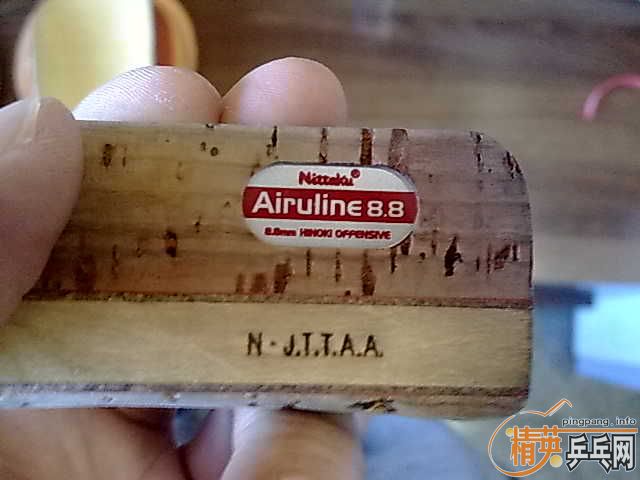 Nittaku®
Airuline 8.8
8.8mm HINOKI OFFENSIVE
N - J.T.T.A.A.
pingpang.info
精英乒乓网